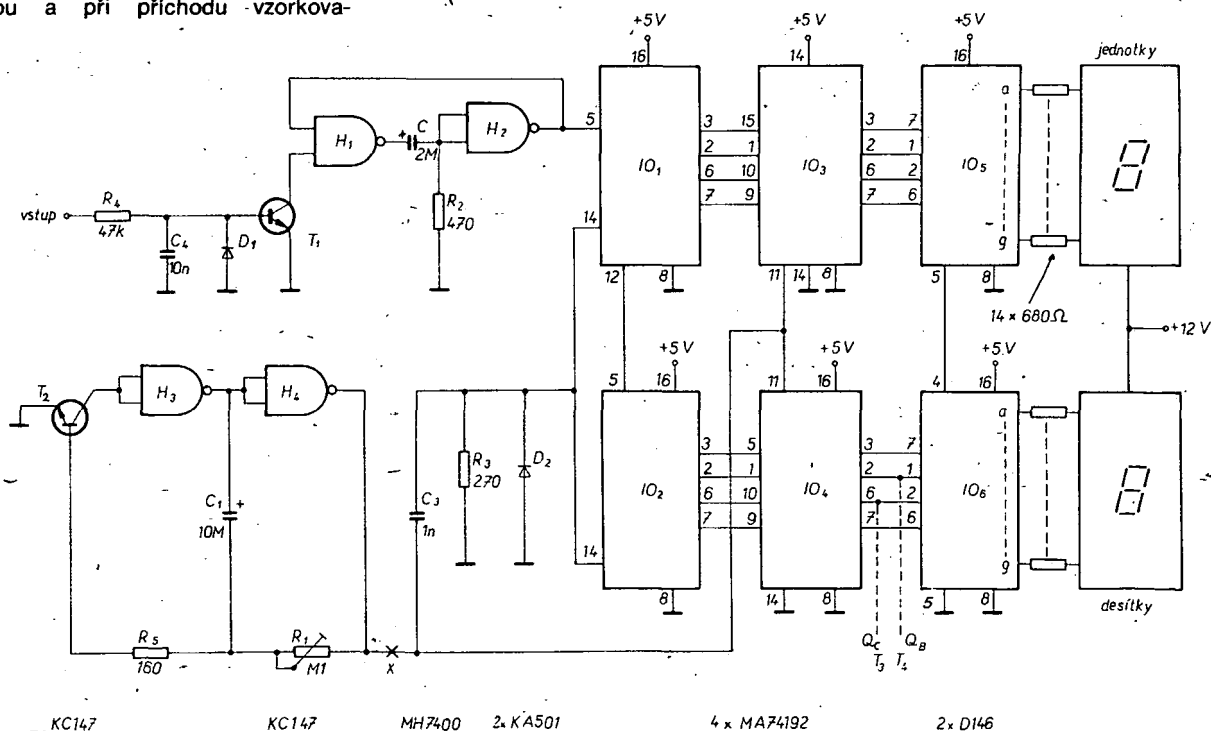 ou a při příchodu vzorkova-
+5V
+5V
+5V
16
14
16
jednotky
H₁
C
2M
H₂
5
3 15
2 1
6 10
7 9
3 7
2 1
6 2
7 6
a
g
IO₁
IO₃
IO₅
vstup
R₄
47k
C₄
10n
D₁
T₁
R₂
470
14
12
8
11
14
8
5
8
14 × 680Ω
+12 V
+5V
+5V
+5V
T₂
H₃
H₄
5
16
11
16
4
16
R₃
270
D₂
C₁
10M
C₃
1n
3 5
2 1
6 10
7 9
3 7
2 1
6 2
7 6
a
g
IO₂
IO₄
IO₆
14
8
14
8
5
8
desítky
R₅
160
R₁
M1
X
Q_C
T₃
T₄
Q_B
KC147
KC147
MH7400
2×KA501
4 x MA74192
2x D146